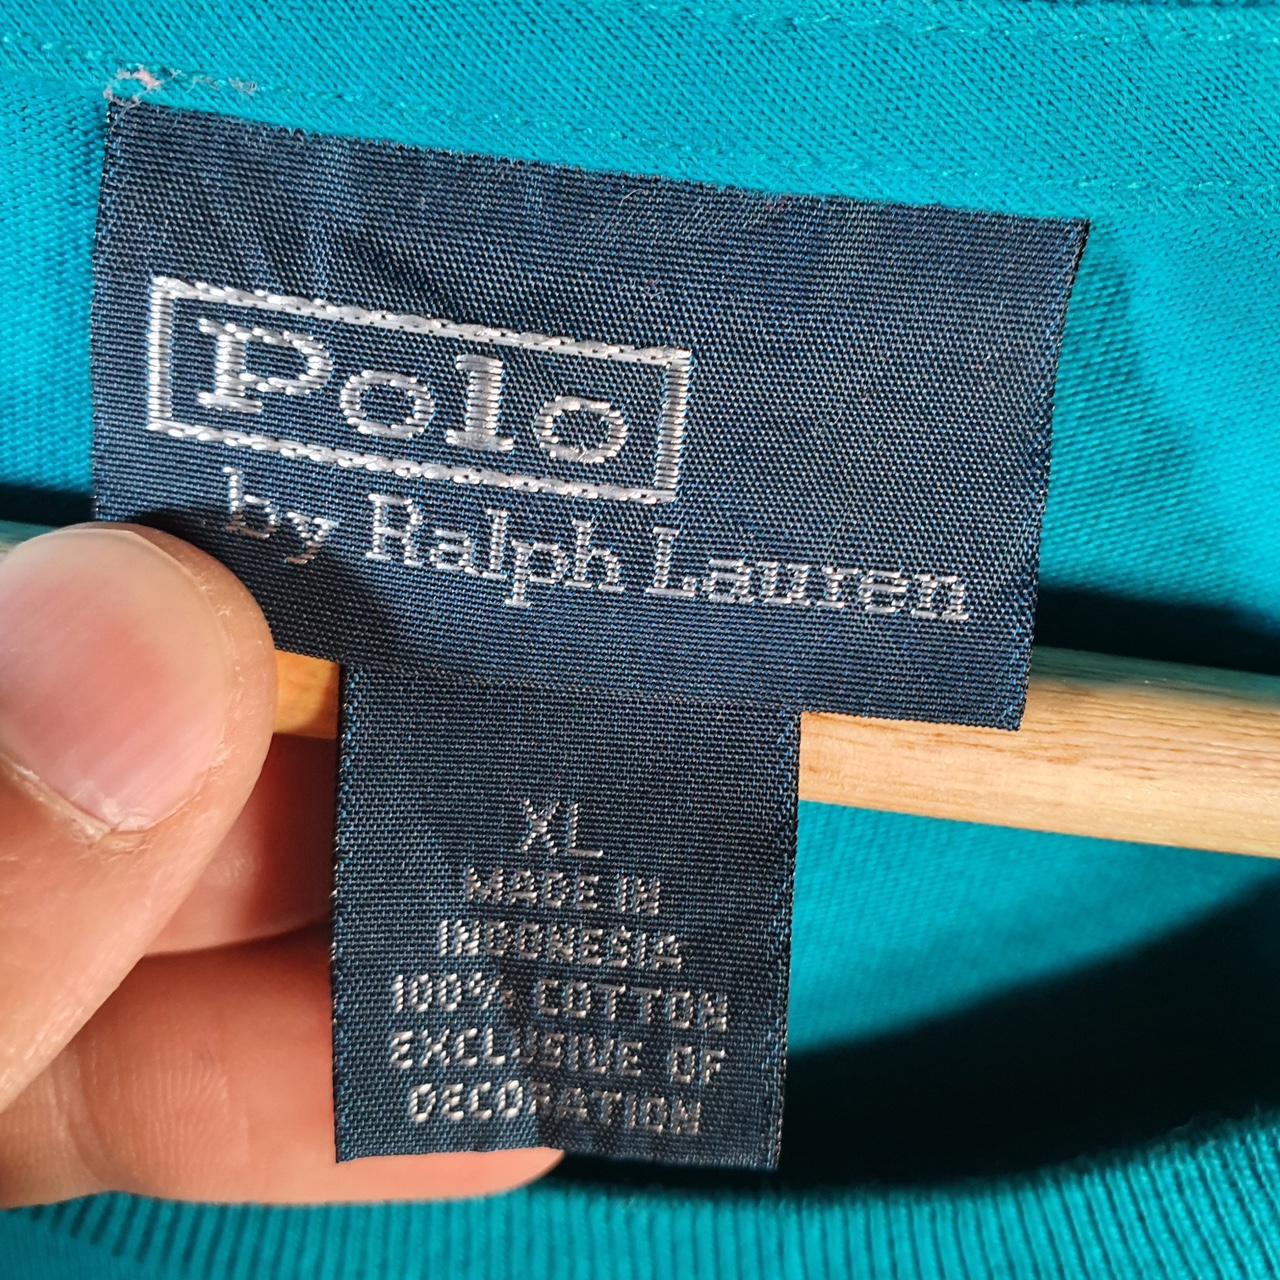 Polo
by Ralph Lauren
XL
MADE IN
INDONESIA
100% COTTON
EXCLUSIVE OF
DECORATION